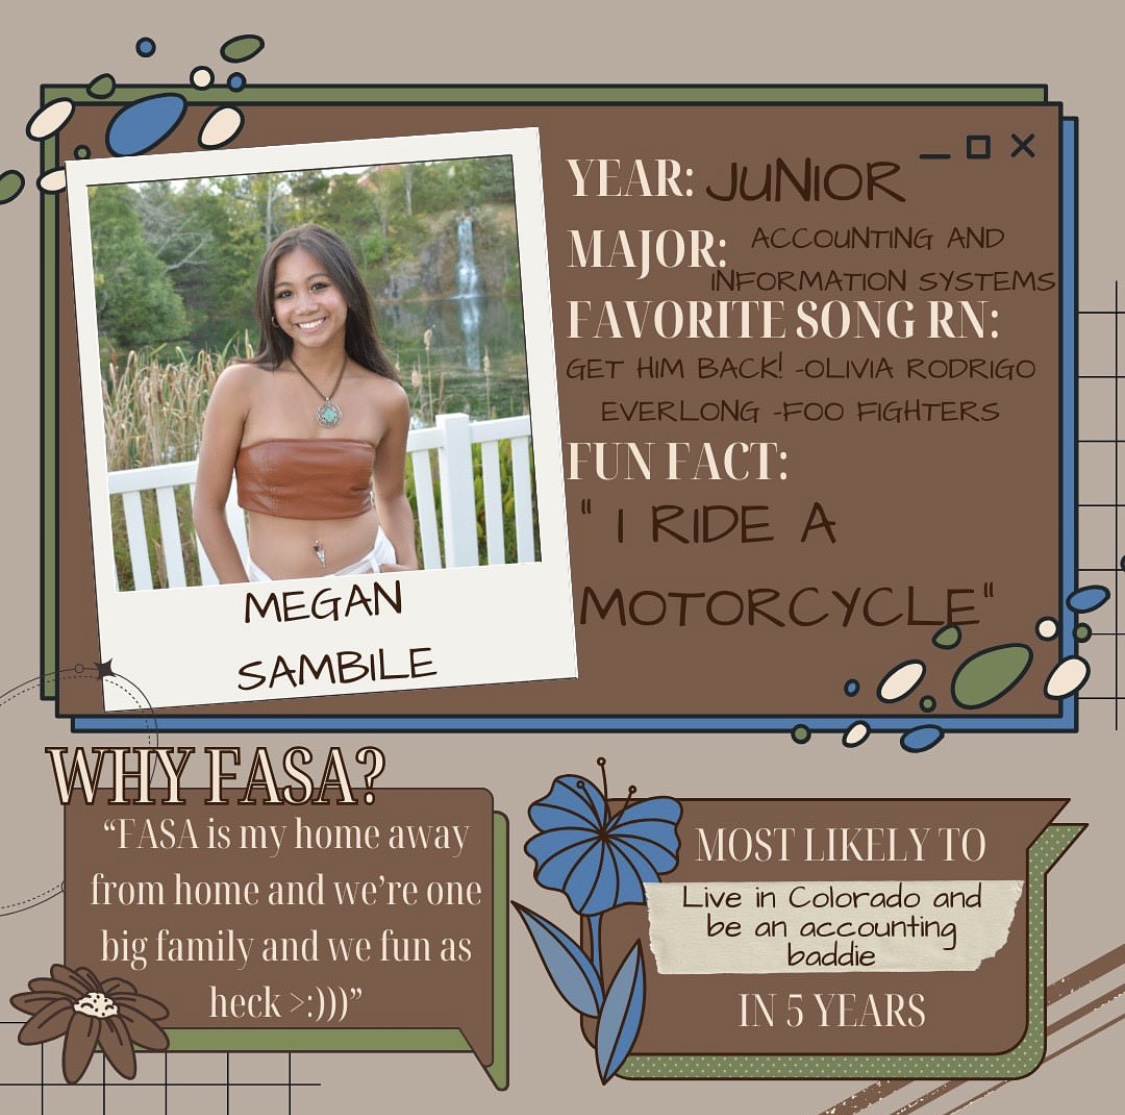 YEAR: JUNIOR
MAJOR: ACCOUNTING AND
INFORMATION SYSTEMS
FAVORITE SONG RN:
GET HIM BACK! -OLIVIA RODRIGO
EVERLONG -FOO FIGHTERS
FUN FACT:
" I RIDE A
MOTORCYCLE"
MEGAN
SAMBILE
WHY FASA?
“FASA is my home away
from home and we’re one
big family and we fun as
heck >:)))”
MOST LIKELY TO
Live in Colorado and
be an accounting
baddie
IN 5 YEARS